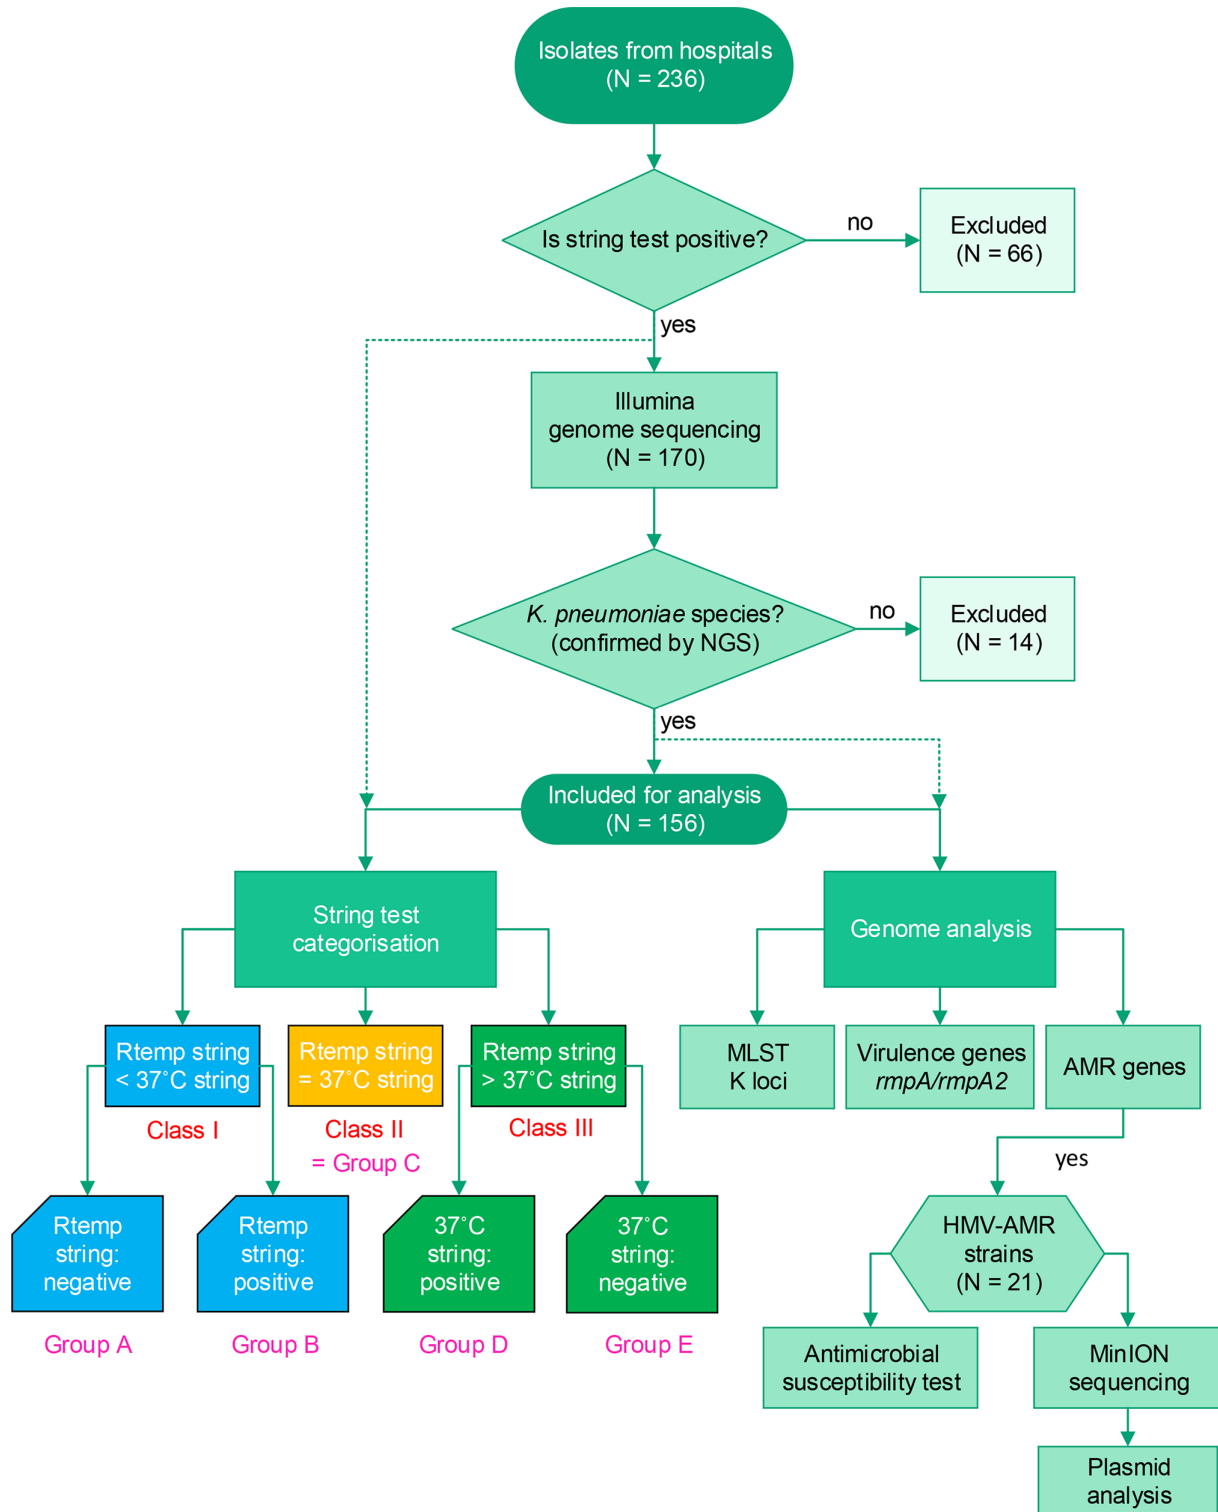 Isolates from hospitals
(N = 236)
Is string test positive?
no
Excluded
(N = 66)
yes
Illumina
genome sequencing
(N = 170)
K. pneumoniae species?
(confirmed by NGS)
no
Excluded
(N = 14)
yes
Included for analysis
(N = 156)
String test
categorisation
Genome analysis
Rtemp string
< 37°C string
Class I
Rtemp string
= 37°C string
Class II
= Group C
Rtemp string
> 37°C string
Class III
MLST
K loci
Virulence genes
rmpA/rmpA2
AMR genes
yes
Rtemp
string:
negative
Group A
Rtemp
string:
positive
Group B
37°C
string:
positive
Group D
37°C
string:
negative
Group E
HMV-AMR
strains
(N = 21)
Antimicrobial
susceptibility test
MinION
sequencing
Plasmid
analysis